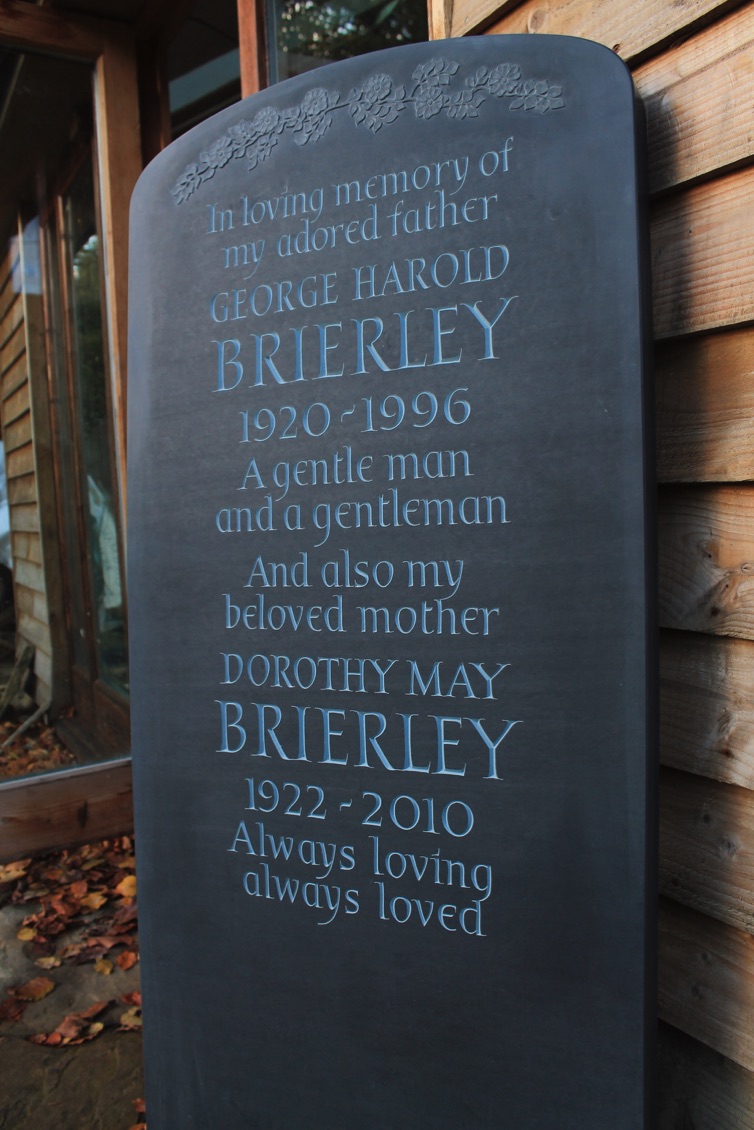 In loving memory of
my adored father
GEORGE HAROLD
BRIERLEY
1920 ~ 1996
A gentle man
and a gentleman
And also my
beloved mother
DOROTHY MAY
BRIERLEY
1922 ~ 2010
Always loving
always loved